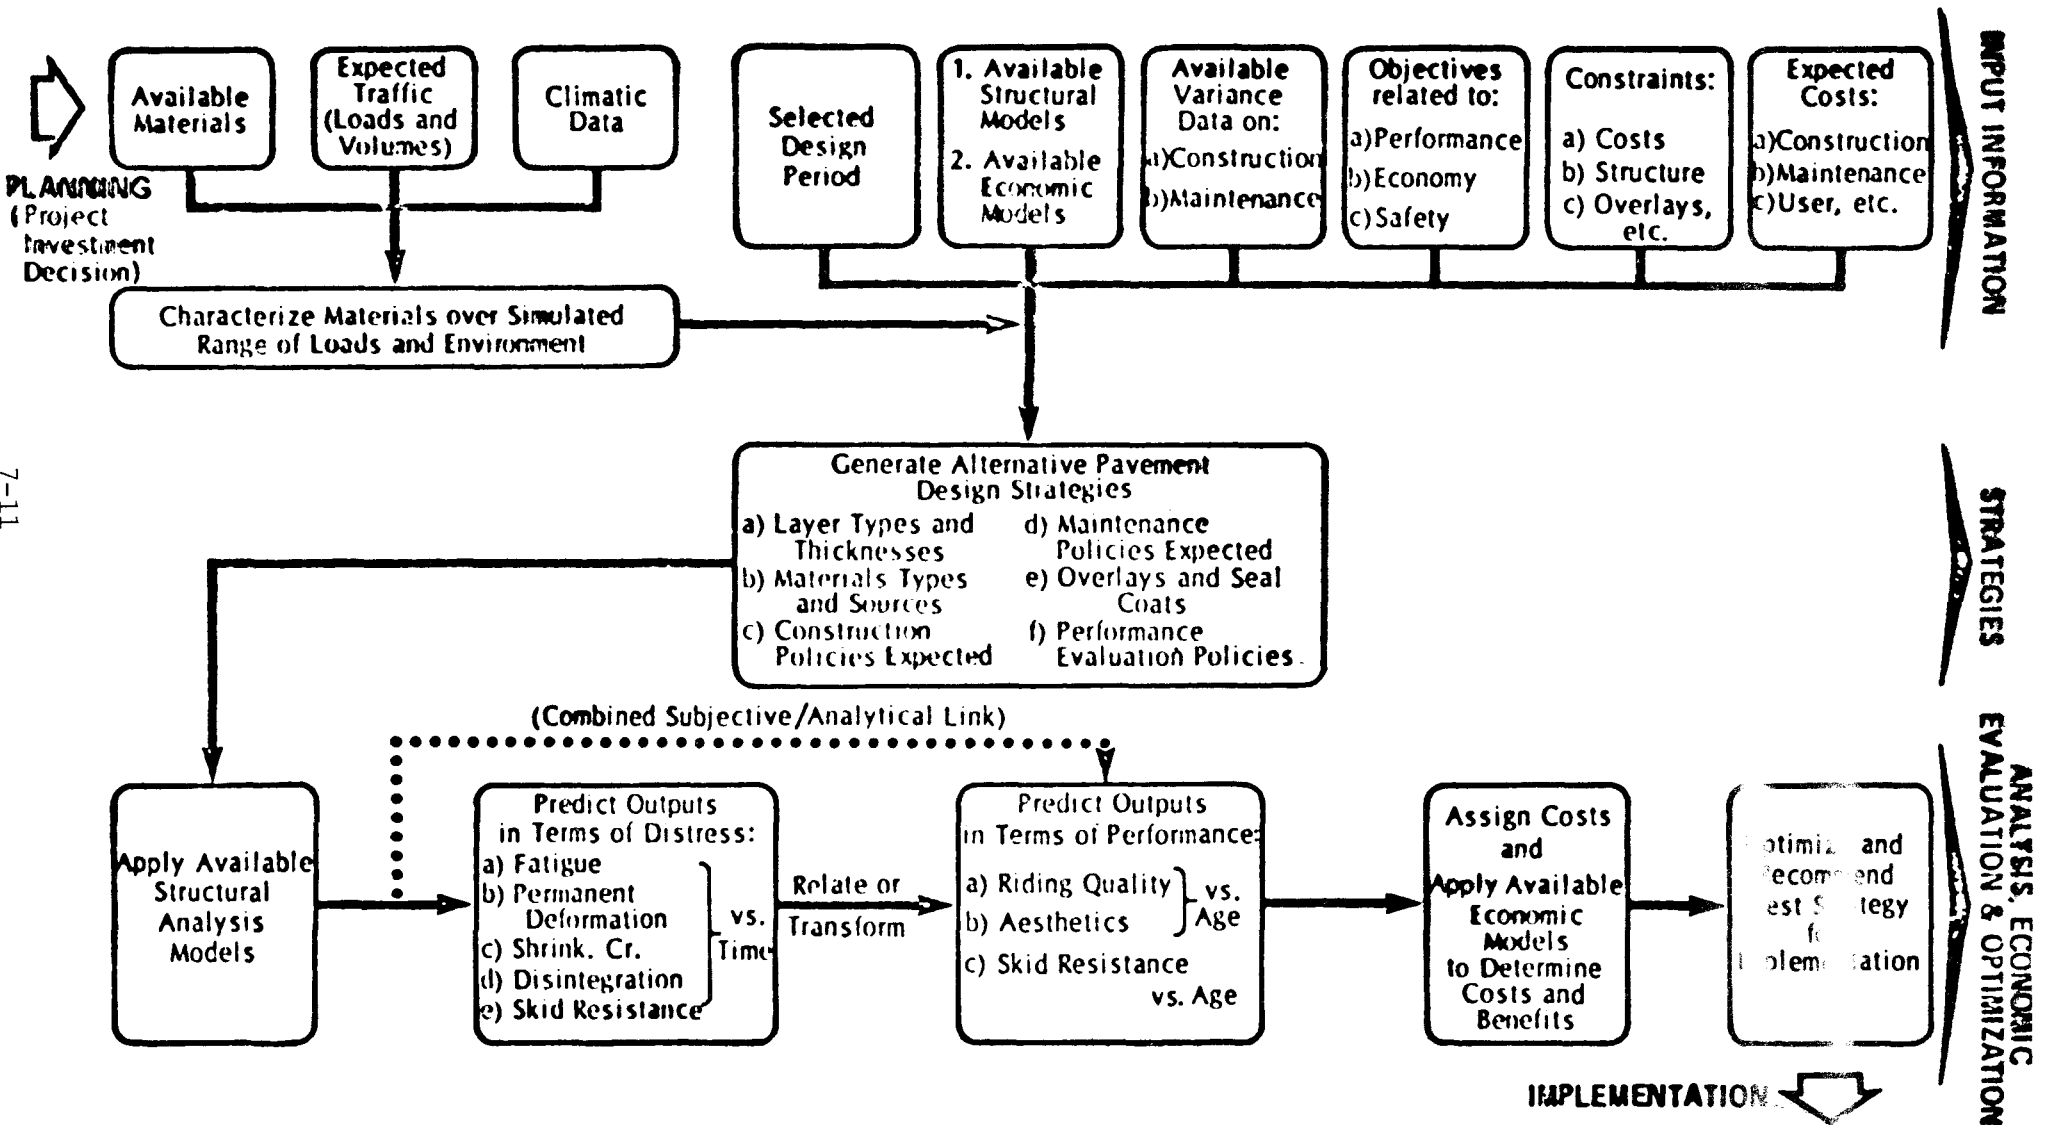 Available
Materials
Expected
Traffic
(Loads and
Volumes)
Climatic
Data
Selected
Design
Period
1. Available
Structural
Models
2. Available
Economic
Models
Available
Variance
Data on:
a)Construction
b)Maintenance
Objectives
related to:
a)Performance
b)Economy
c)Safety
Constraints:
a) Costs
b) Structure
c) Overlays,
etc.
Expected
Costs:
a)Construction
b)Maintenance
c)User, etc.
INPUT INFORMATION
PLANNING
(Project
Investment
Decision)
Characterize Materials over Simulated
Range of Loads and Environment
7-11
Generate Alternative Pavement
Design Strategies
a) Layer Types and
Thicknesses
b) Materials Types
and Sources
c) Construction
Policies Expected
d) Maintenance
Policies Expected
e) Overlays and Seal
Coats
f) Performance
Evaluation Policies.
STRATEGIES
(Combined Subjective/Analytical Link)
Apply Available
Structural
Analysis
Models
Predict Outputs
in Terms of Distress:
a) Fatigue
b) Permanent
Deformation
c) Shrink. Cr.
d) Disintegration
e) Skid Resistance
vs.
Time
Relate or
Transform
Predict Outputs
in Terms of Performance:
a) Riding Quality
b) Aesthetics
vs.
Age
c) Skid Resistance
vs. Age
Assign Costs
and
Apply Available
Economic
Models
to Determine
Costs and
Benefits
and
ANALYSIS, ECONOMIC
EVALUATION & OPTIMIZATION
IMPLEMENTATION